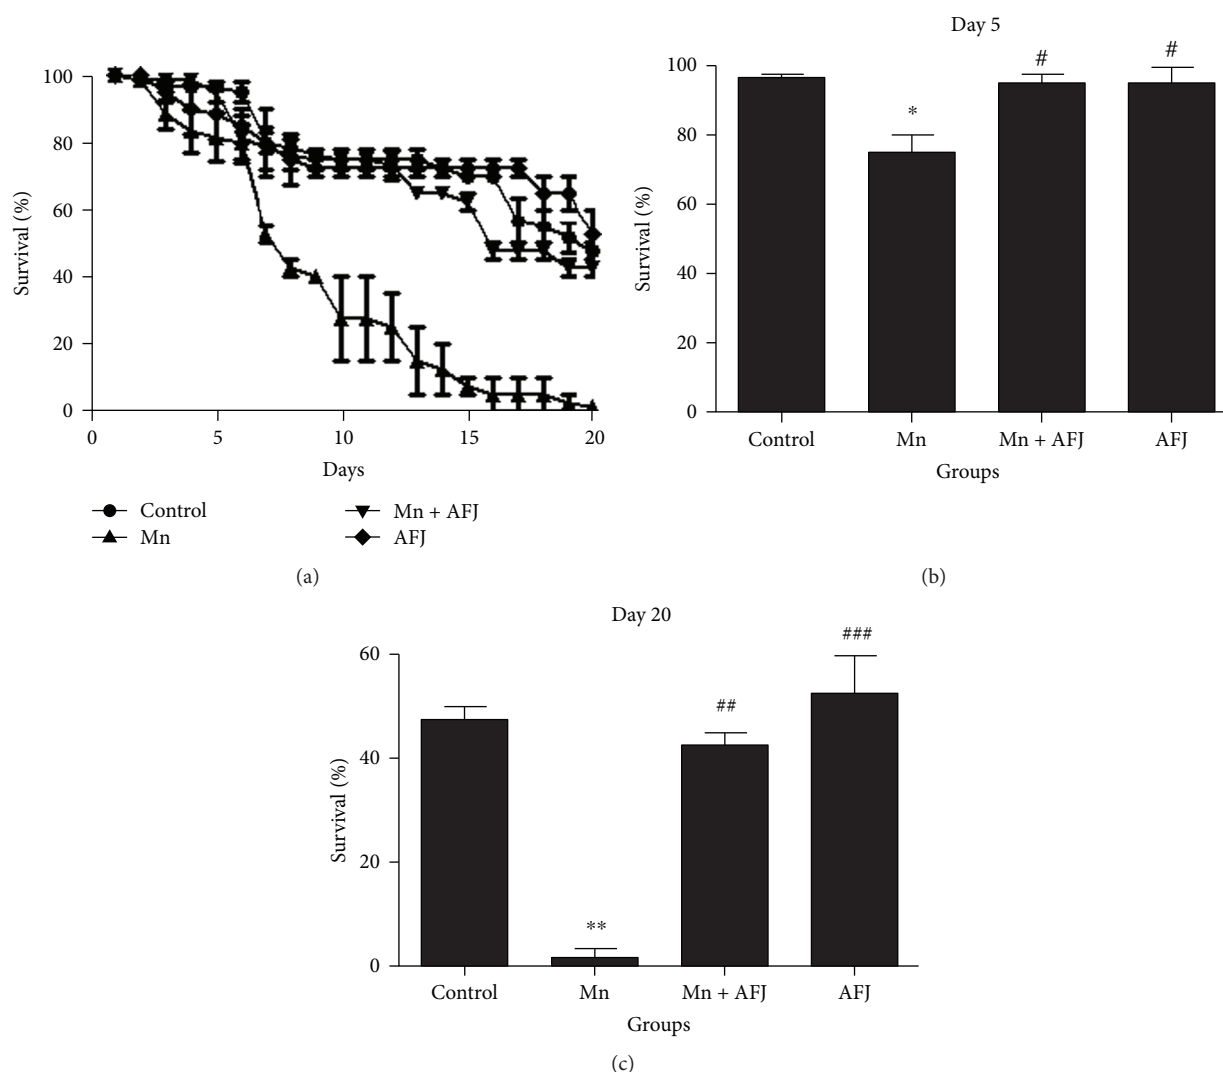 100
80
60
40
20
0
Survival (%)
0 5 10 15 20
Days
Control
Mn
Mn + AFJ
AFJ
(a)
Day 5
100
80
60
40
20
0
Survival (%)
*
#
#
Control Mn Mn + AFJ AFJ
Groups
(b)
Day 20
60
40
20
0
Survival (%)
**
##
###
Control Mn Mn + AFJ AFJ
Groups
(c)